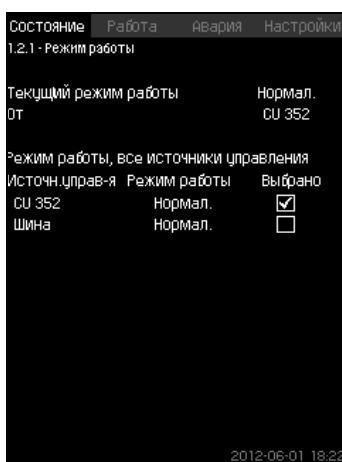 Состояние Работа Авария Настройки
1.2.1 - Режим работы
Текущий режим работы Нормал.
От CU 352
Режим работы, все источники управления
Источн.управ-я Режим работы Выбрано
CU 352 Нормал.
Шина Нормал.
2012-06-01 18:22